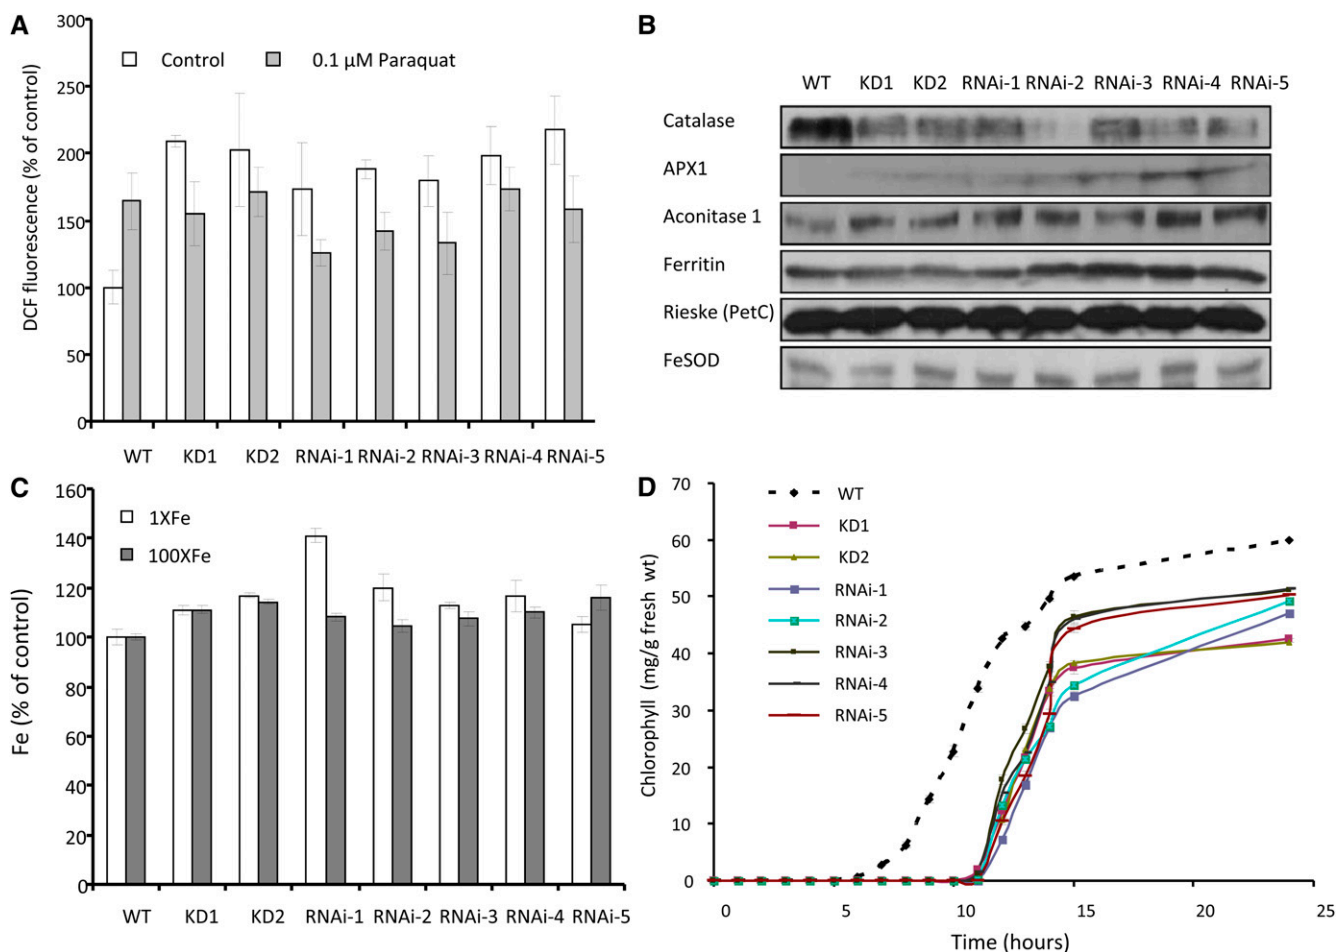 A
DCF fluorescence (% of control)
300
250
200
150
100
50
0
Control
0.1 µM Paraquat
WT KD1 KD2 RNAi-1 RNAi-2 RNAi-3 RNAi-4 RNAi-5
B
WT KD1 KD2 RNAi-1 RNAi-2 RNAi-3 RNAi-4 RNAi-5
Catalase
APX1
Aconitase 1
Ferritin
Rieske (PetC)
FeSOD
C
Fe (% of control)
160
140
120
100
80
60
40
20
0
1XFe
100XFe
WT KD1 KD2 RNAi-1 RNAi-2 RNAi-3 RNAi-4 RNAi-5
D
Chlorophyll (mg/g fresh wt)
70
60
50
40
30
20
10
0
WT
KD1
KD2
RNAi-1
RNAi-2
RNAi-3
RNAi-4
RNAi-5
0 5 10 15 20 25
Time (hours)